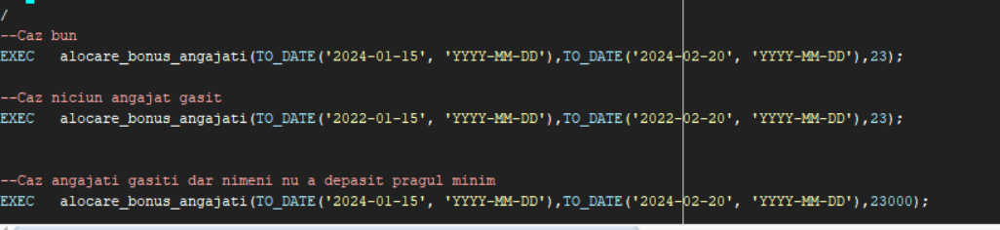 /
--Caz bun
EXEC   alocare_bonus_angajati(TO_DATE('2024-01-15', 'YYYY-MM-DD'),TO_DATE('2024-02-20', 'YYYY-MM-DD'),23);
--Caz niciun angajat gasit
EXEC   alocare_bonus_angajati(TO_DATE('2022-01-15', 'YYYY-MM-DD'),TO_DATE('2022-02-20', 'YYYY-MM-DD'),23);
--Caz angajati gasiti dar nimeni nu a depasit pragul minim
EXEC   alocare_bonus_angajati(TO_DATE('2024-01-15', 'YYYY-MM-DD'),TO_DATE('2024-02-20', 'YYYY-MM-DD'),23000);